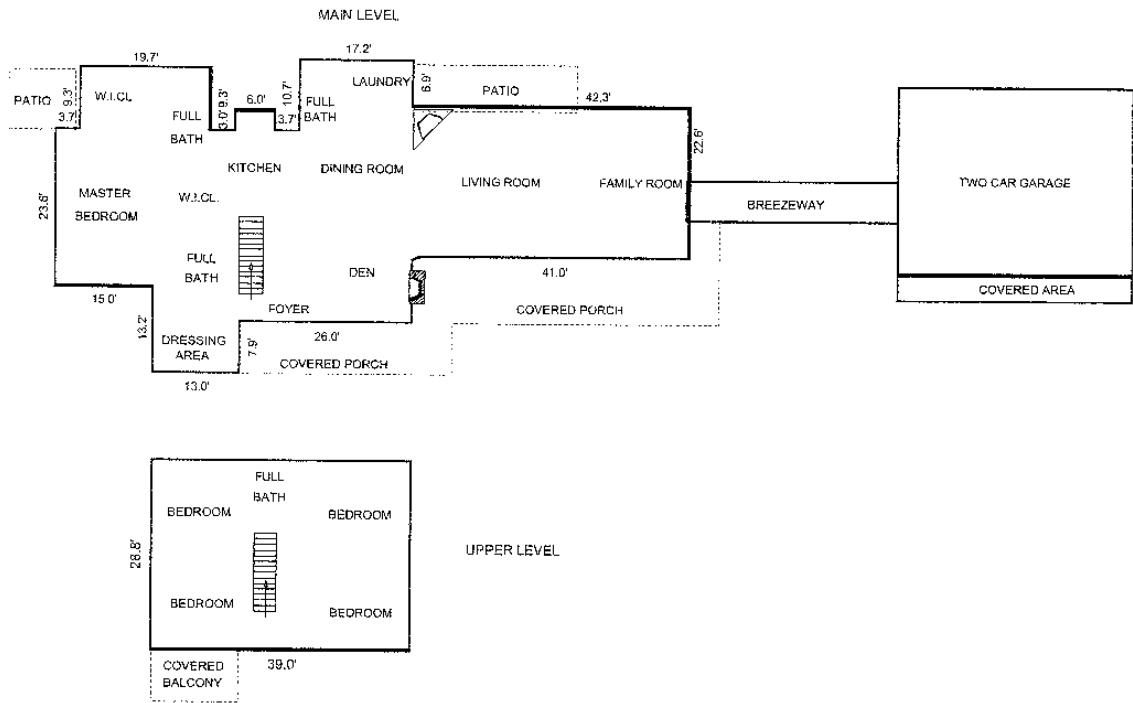 MAIN LEVEL
19.7'
17.2'
PATIO
9.3'
3.7'
W.I.CL.
FULL
BATH
3.0'
9.3'
6.0'
10.7'
3.7'
FULL
BATH
LAUNDRY
6.9'
PATIO
42.3'
KITCHEN
DINING ROOM
LIVING ROOM
FAMILY ROOM
22.6'
TWO CAR GARAGE
MASTER
BEDROOM
W.I.CL.
23.6'
BREEZEWAY
FULL
BATH
DEN
41.0'
COVERED AREA
15.0'
FOYER
COVERED PORCH
13.2'
DRESSING
AREA
7.9'
26.0'
COVERED PORCH
13.0'
FULL
BATH
BEDROOM
BEDROOM
28.8'
UPPER LEVEL
BEDROOM
BEDROOM
COVERED
BALCONY
39.0'